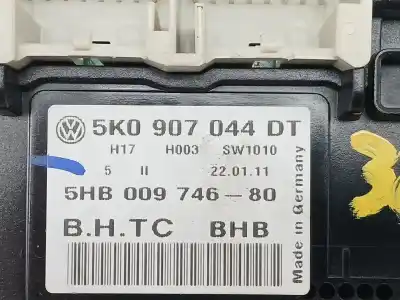 5K0 907 044 DT
H17 H003 SW1010
5 II 22.01.11
5HB 009 746-80
B.H.TC BHB
Made in Germany